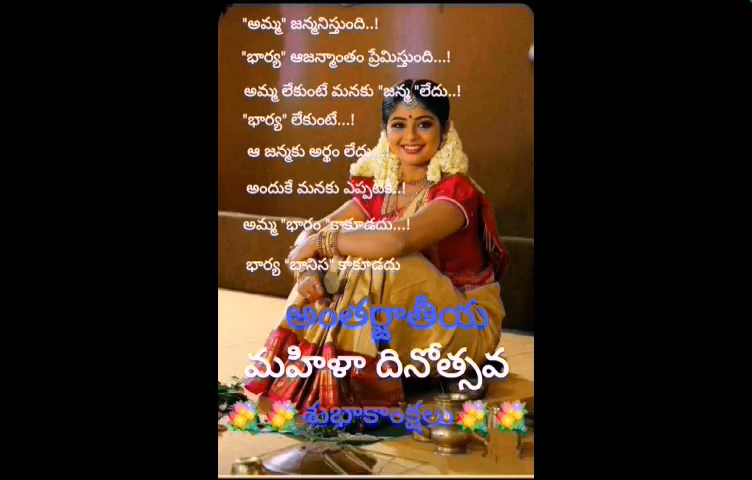 "అమ్మ" జన్మనిస్తుంది..!
"భార్య" ఆజన్మాంతం ప్రేమిస్తుంది...!
అమ్మ లేకుంటే మనకు "జన్మ "లేదు..!
"భార్య" లేకుంటే...!
ఆ జన్మకు అర్థం లేదు...!
అందుకే మనకు ఎప్పటికీ..!
అమ్మ "భారం "కాకూడదు...!
భార్య "బానిస" కాకూడదు
అంతర్జాతీయ
మహిళా దినోత్సవ
శుభాకాంక్షలు